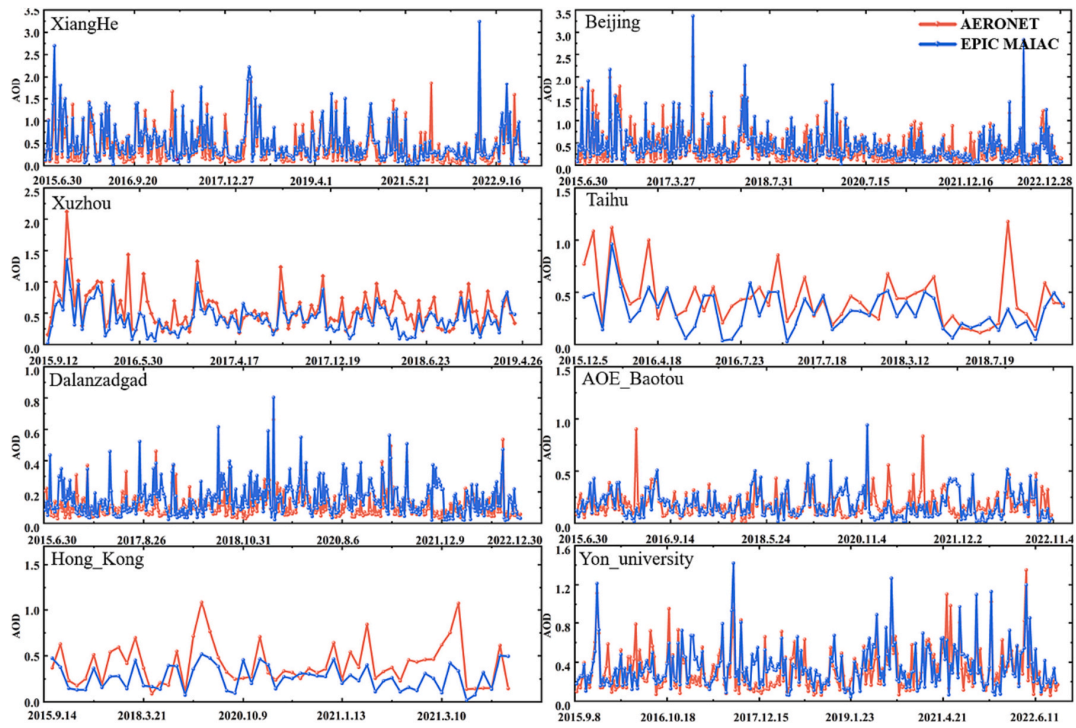 XiangHe
AOD
3.5
3.0
2.5
2.0
1.5
1.0
0.5
0.0
2015.6.30 2016.9.20 2017.12.27 2019.4.1 2021.5.21 2022.9.16
Beijing
AERONET
EPIC MAIAC
AOD
3.5
3.0
2.5
2.0
1.5
1.0
0.5
0.0
2015.6.30 2017.3.27 2018.7.31 2020.7.15 2021.12.16 2022.12.28
Xuzhou
AOD
2.5
2.0
1.5
1.0
0.5
0.0
2015.9.12 2016.5.30 2017.4.17 2017.12.19 2018.6.23 2019.4.26
Taihu
AOD
1.5
1.0
0.5
0.0
2015.12.5 2016.4.18 2016.7.23 2017.7.18 2018.3.12 2018.7.19
Dalanzadgad
AOD
1.0
0.8
0.6
0.4
0.2
0.0
2015.6.30 2017.8.26 2018.10.31 2020.8.6 2021.12.9 2022.12.30
AOE_Baotou
AOD
1.5
1.0
0.5
0.0
2015.6.30 2016.9.14 2018.5.24 2020.11.4 2021.12.2 2022.11.4
Hong_Kong
AOD
1.5
1.0
0.5
0.0
2015.9.14 2018.3.21 2020.10.9 2021.1.13 2021.3.10
Yon_university
AOD
1.6
1.2
0.8
0.4
0.0
2015.9.8 2016.10.18 2017.12.15 2019.1.23 2021.4.21 2022.6.11